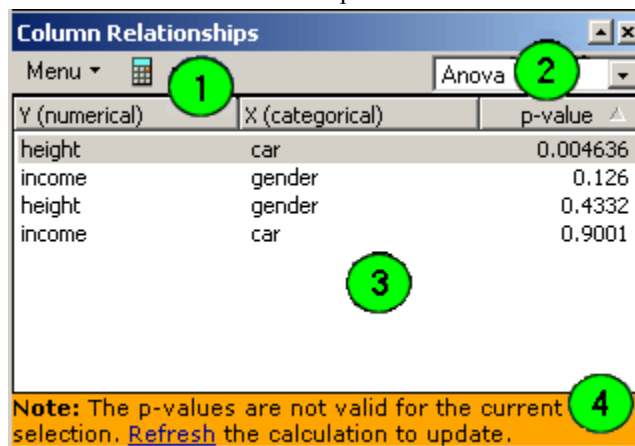 Column Relationships
Menu 1 Anova 2
Y (numerical) X (categorical) p-value
height car 0.004636
income gender 0.126
height gender 0.4332
income car 0.9001
3
Note: The p-values are not valid for the current 4
selection. Refresh the calculation to update.